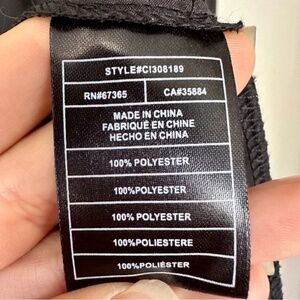 STYLE#CI308189
RN#67365 CA#35884
MADE IN CHINA
FABRIQUÉ EN CHINE
HECHO EN CHINA
100% POLYESTER
100% POLYESTER
100% POLYESTER
100% POLIESTERE
100%POLIÉSTER